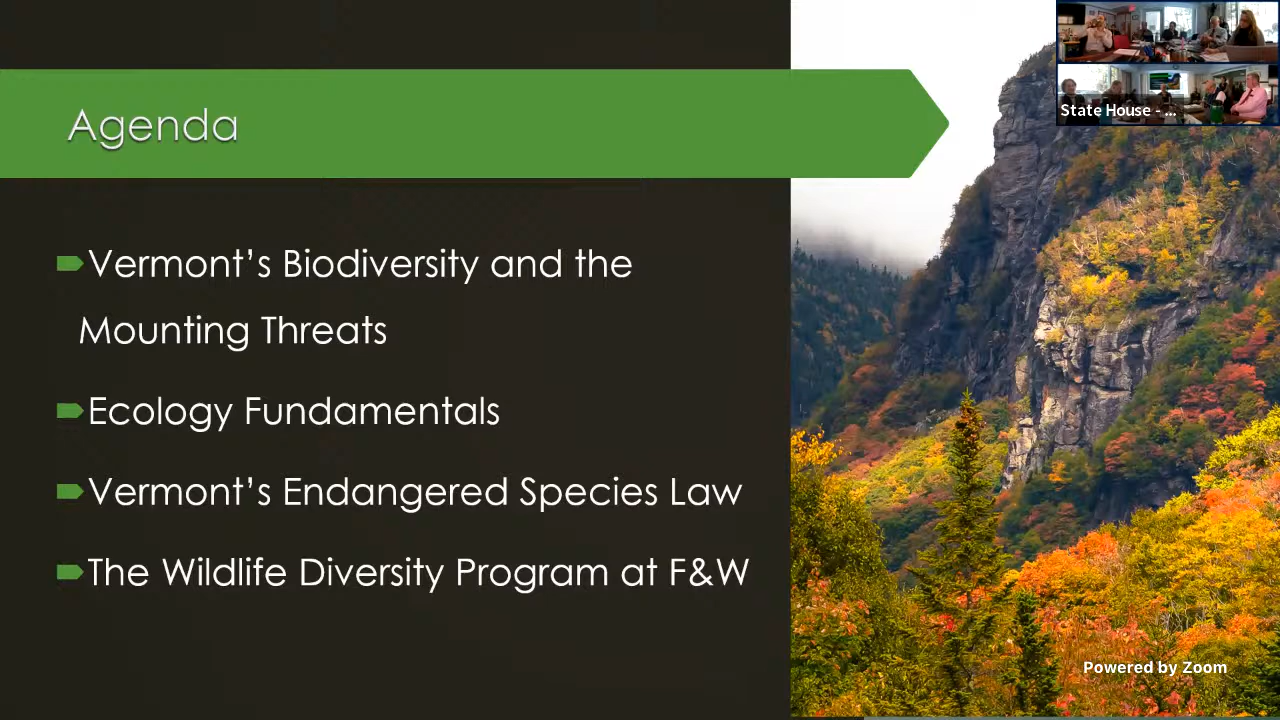 State House - ...
Agenda
Vermont’s Biodiversity and the
Mounting Threats
Ecology Fundamentals
Vermont’s Endangered Species Law
The Wildlife Diversity Program at F&W
Powered by Zoom